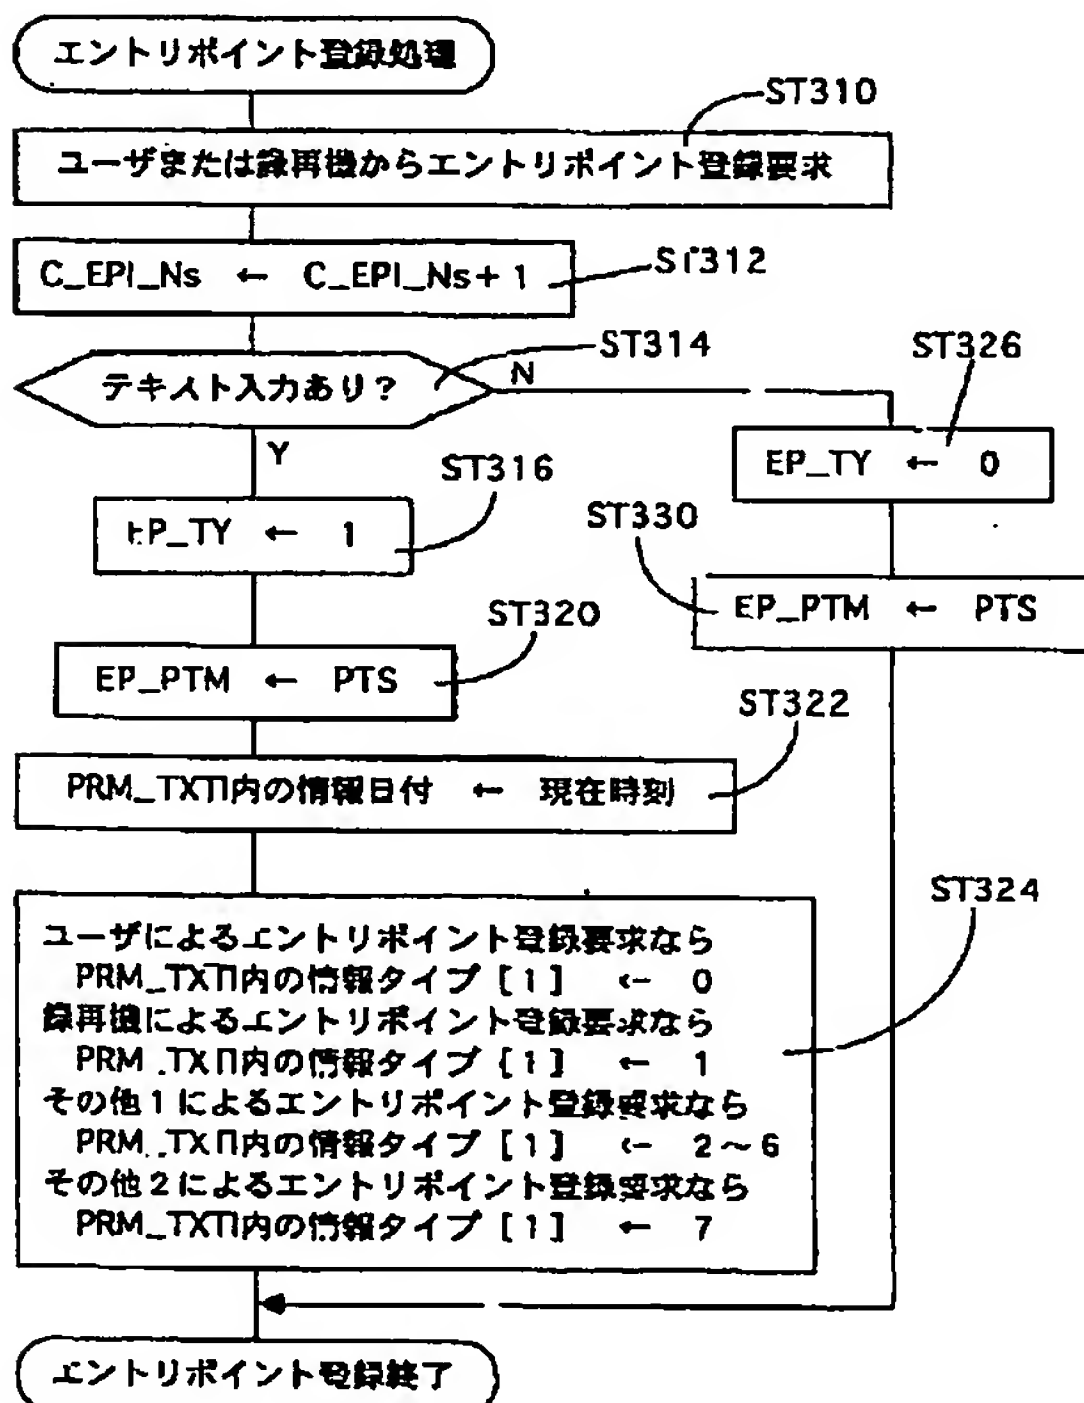 エントリポイント登録処理
ST310
ユーザまたは録再機からエントリポイント登録要求
C_EPI_Ns ← C_EPI_Ns+1
ST312
テキスト入力あり?
ST314
N
Y
ST326
EP_TY ← 0
ST316
EP_TY ← 1
ST330
EP_PTM ← PTS
ST320
EP_PTM ← PTS
ST322
PRM_TXTI内の情報日付 ← 現在時刻
ST324
ユーザによるエントリポイント登録要求なら
PRM_TXTI内の情報タイプ[1] ← 0
録再機によるエントリポイント登録要求なら
PRM_TXTI内の情報タイプ[1] ← 1
その他1によるエントリポイント登録要求なら
PRM_TXTI内の情報タイプ[1] ← 2~6
その他2によるエントリポイント登録要求なら
PRM_TXTI内の情報タイプ[1] ← 7
エントリポイント登録終了